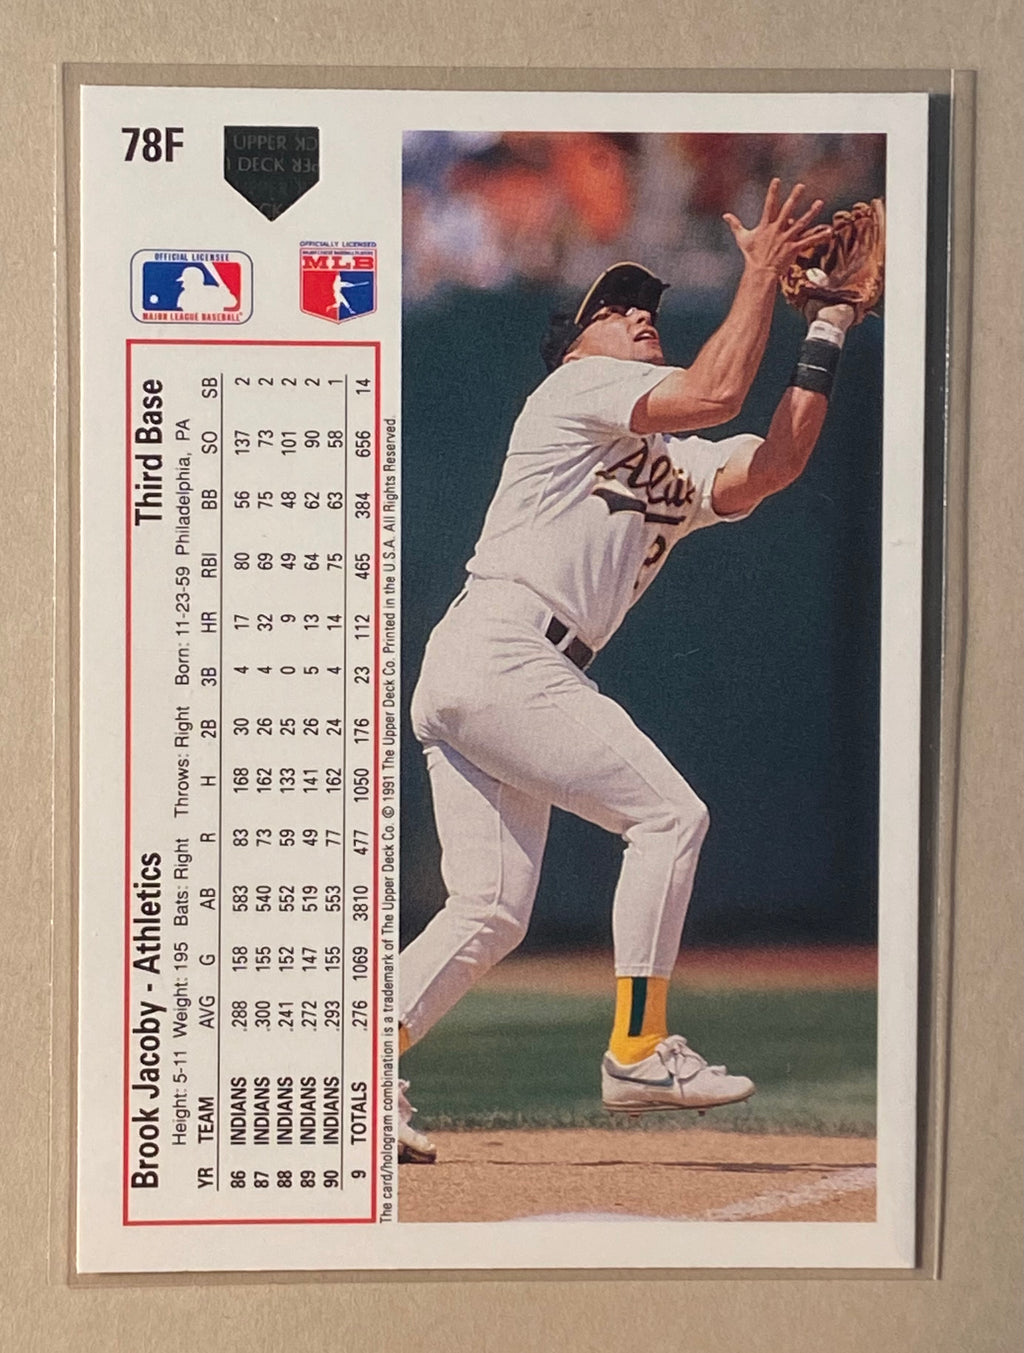 78F
UPPER
DECK
OFFICIAL LICENSEE
MAJOR LEAGUE BASEBALL
OFFICIALLY LICENSED
MAJOR LEAGUE BASEBALL PLAYERS
MLB
Brook Jacoby - Athletics Third Base
Height: 5-11 Weight: 195 Bats: Right Throws: Right Born: 11-23-59 Philadelphia, PA
YR TEAM AVG G AB R H 2B 3B HR RBI BB SO SB
86 INDIANS .288 158 583 83 168 30 4 17 80 56 137 2
87 INDIANS .300 155 540 73 162 26 4 32 69 75 73 2
88 INDIANS .241 152 552 59 133 25 0 9 49 48 101 2
89 INDIANS .272 147 519 49 141 26 5 13 64 62 90 2
90 INDIANS .293 155 553 77 162 24 4 14 75 63 58 1
9 TOTALS .276 1069 3810 477 1050 176 23 112 465 384 656 14
The card/hologram combination is a trademark of The Upper Deck Co. © 1991 The Upper Deck Co. Printed in the U.S.A. All Rights Reserved.